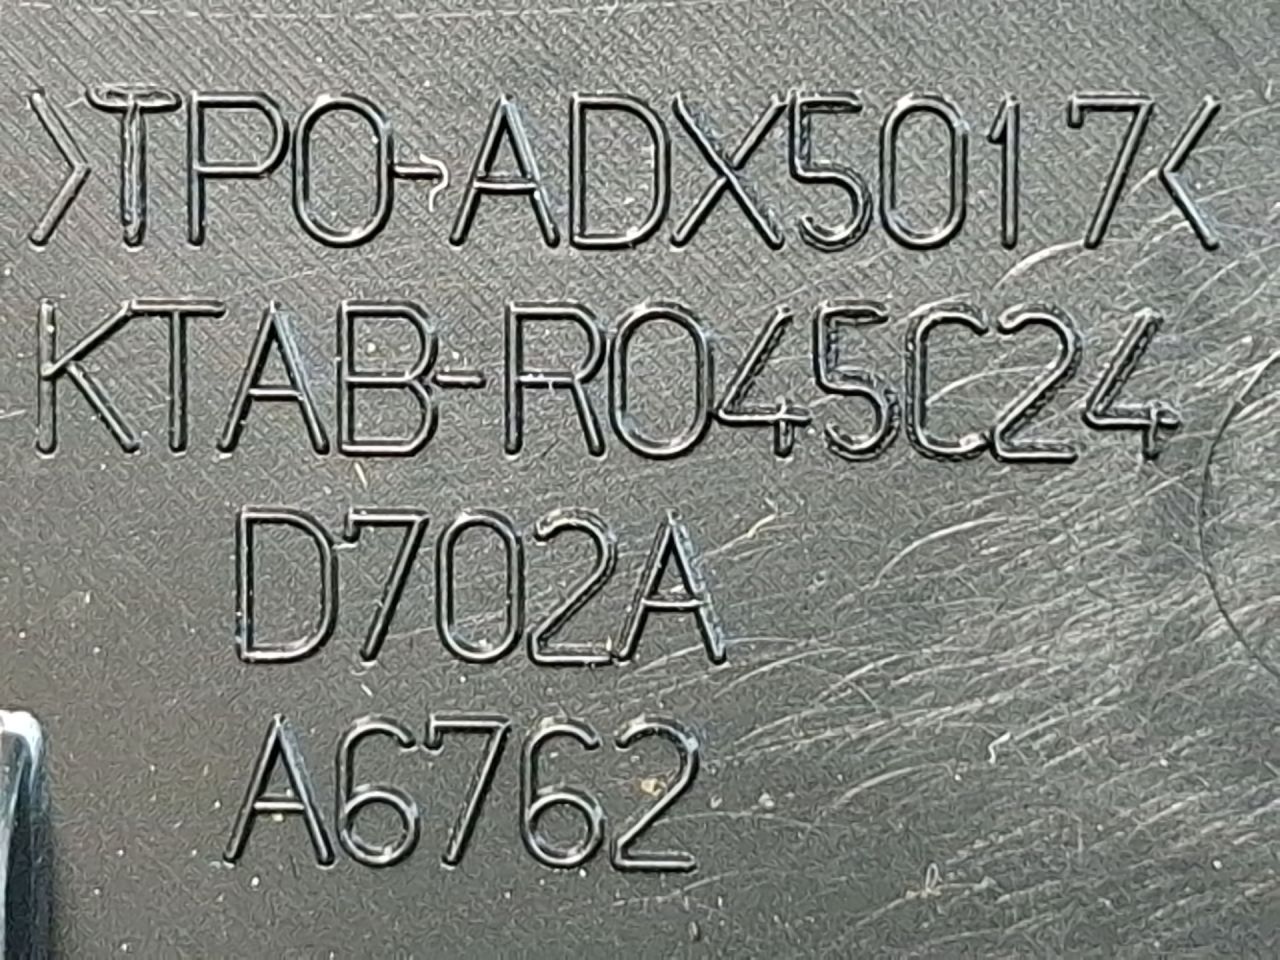 >TPO-ADX5017<
KTAB-R045C24
D702A
A6762